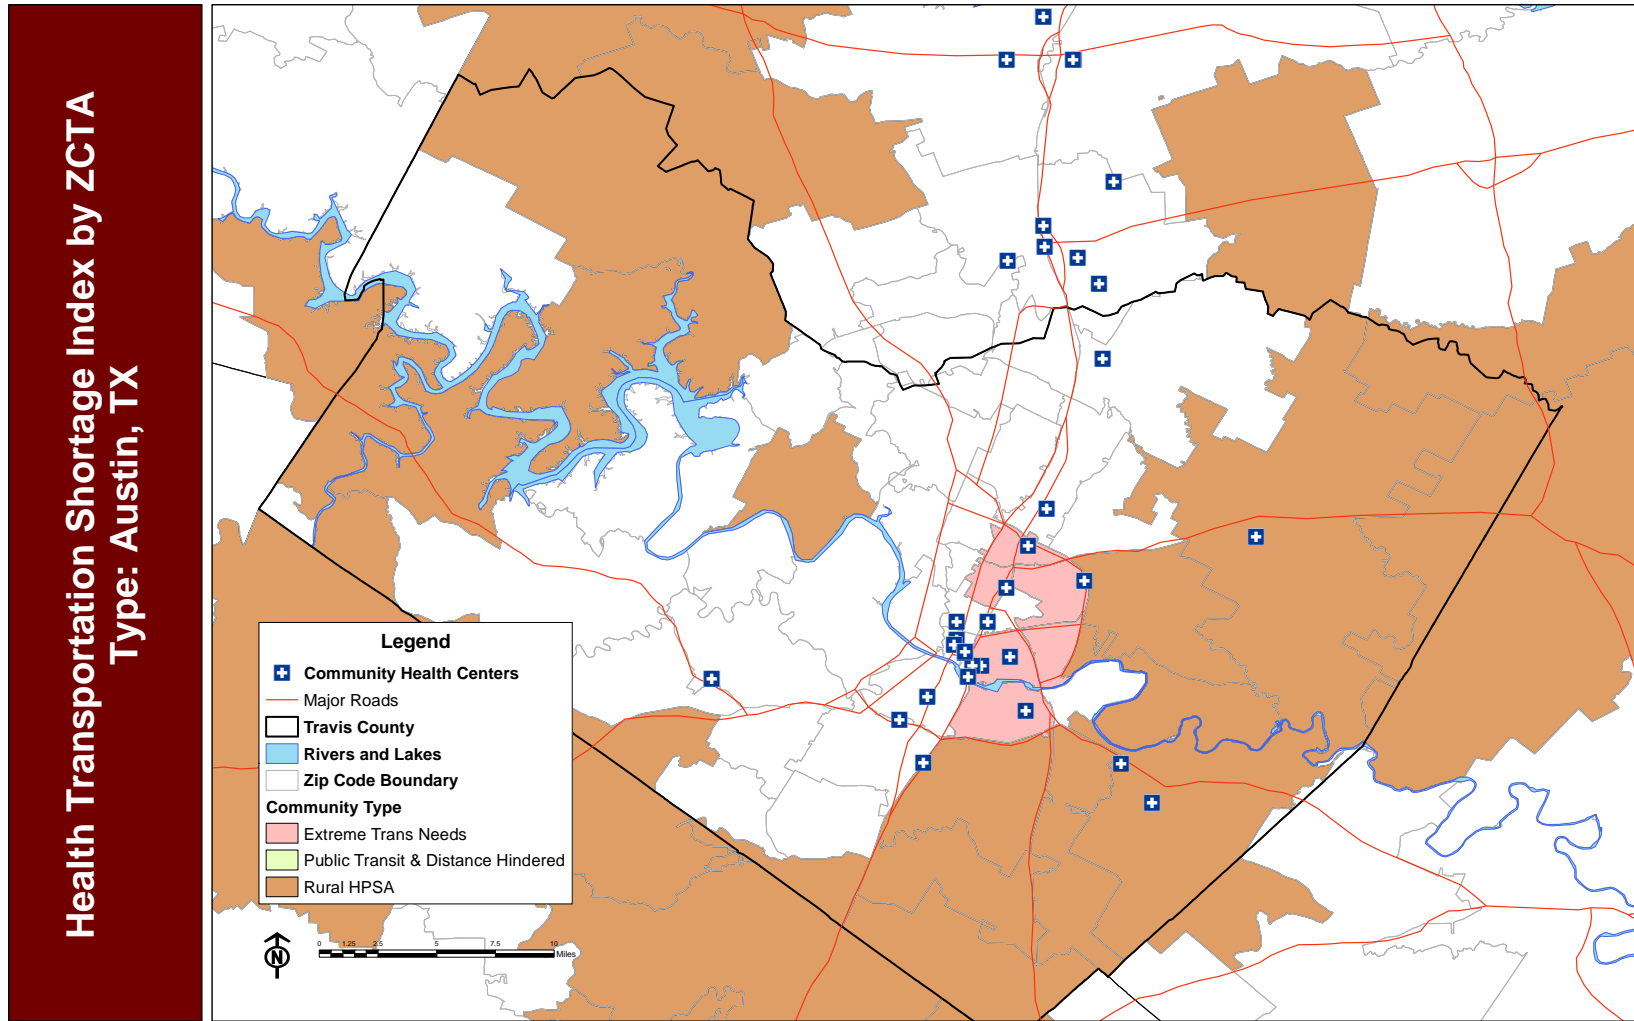 Health Transportation Shortage Index by ZCTA
Type: Austin, TX
Legend
Community Health Centers
Major Roads
Travis County
Rivers and Lakes
Zip Code Boundary
Community Type
Extreme Trans Needs
Public Transit & Distance Hindered
Rural HPSA
N
0 1.25 2.5 5 7.5 10
Miles